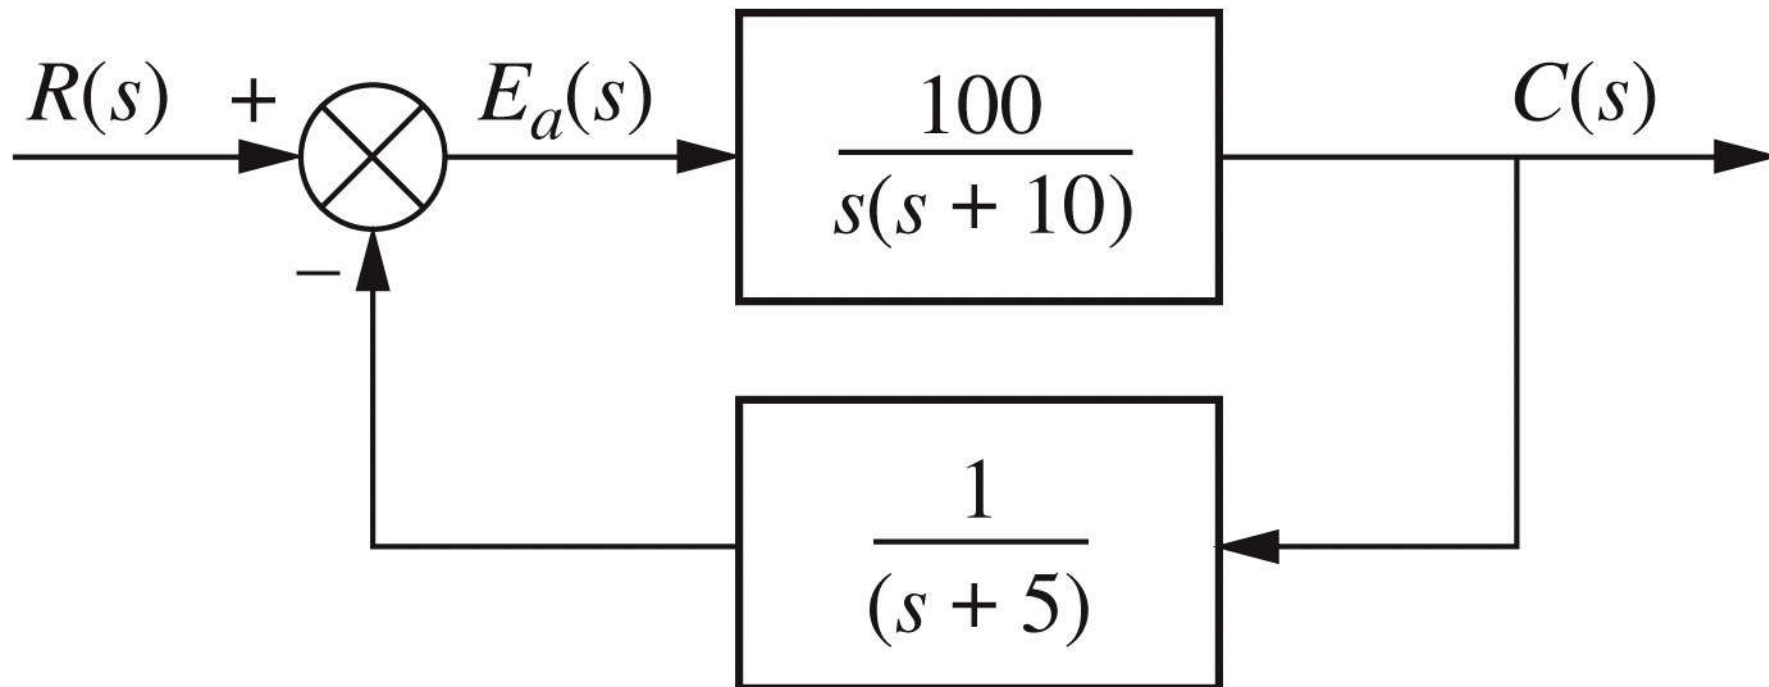 R(s) + E_a(s) C(s)
100
s(s + 10)
−
1
(s + 5)